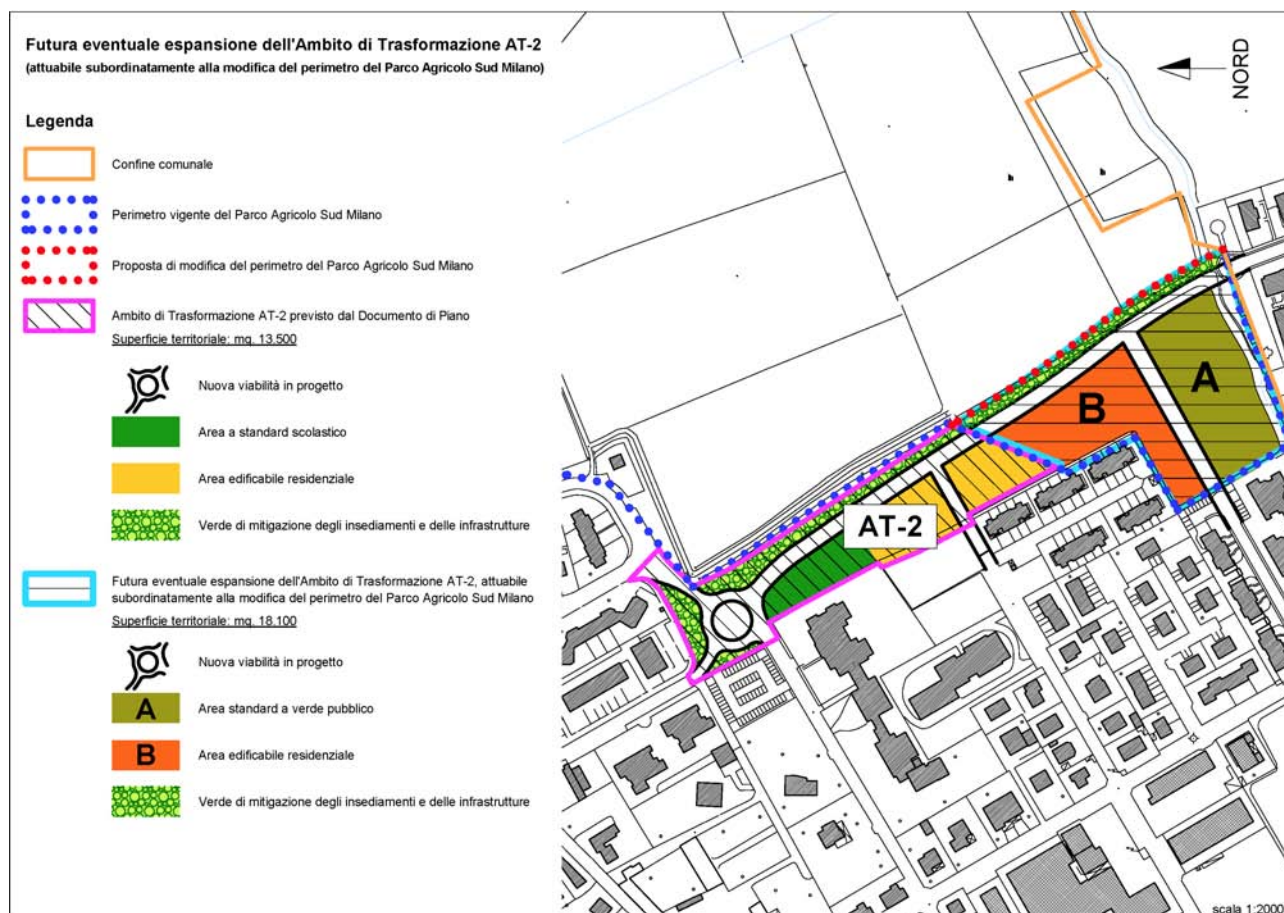 Futura eventuale espansione dell'Ambito di Trasformazione AT-2
(attuabile subordinatamente alla modifica del perimetro del Parco Agricolo Sud Milano)
Legenda
Confine comunale
Perimetro vigente del Parco Agricolo Sud Milano
Proposta di modifica del perimetro del Parco Agricolo Sud Milano
Ambito di Trasformazione AT-2 previsto dal Documento di Piano
Superficie territoriale: mq. 13.500
Nuova viabilità in progetto
Area a standard scolastico
Area edificabile residenziale
Verde di mitigazione degli insediamenti e delle infrastrutture
Futura eventuale espansione dell'Ambito di Trasformazione AT-2, attuabile
subordinatamente alla modifica del perimetro del Parco Agricolo Sud Milano
Superficie territoriale: mq. 18.100
Nuova viabilità in progetto
A
Area standard a verde pubblico
B
Area edificabile residenziale
Verde di mitigazione degli insediamenti e delle infrastrutture
NORD
A
B
AT-2
scala 1:2000